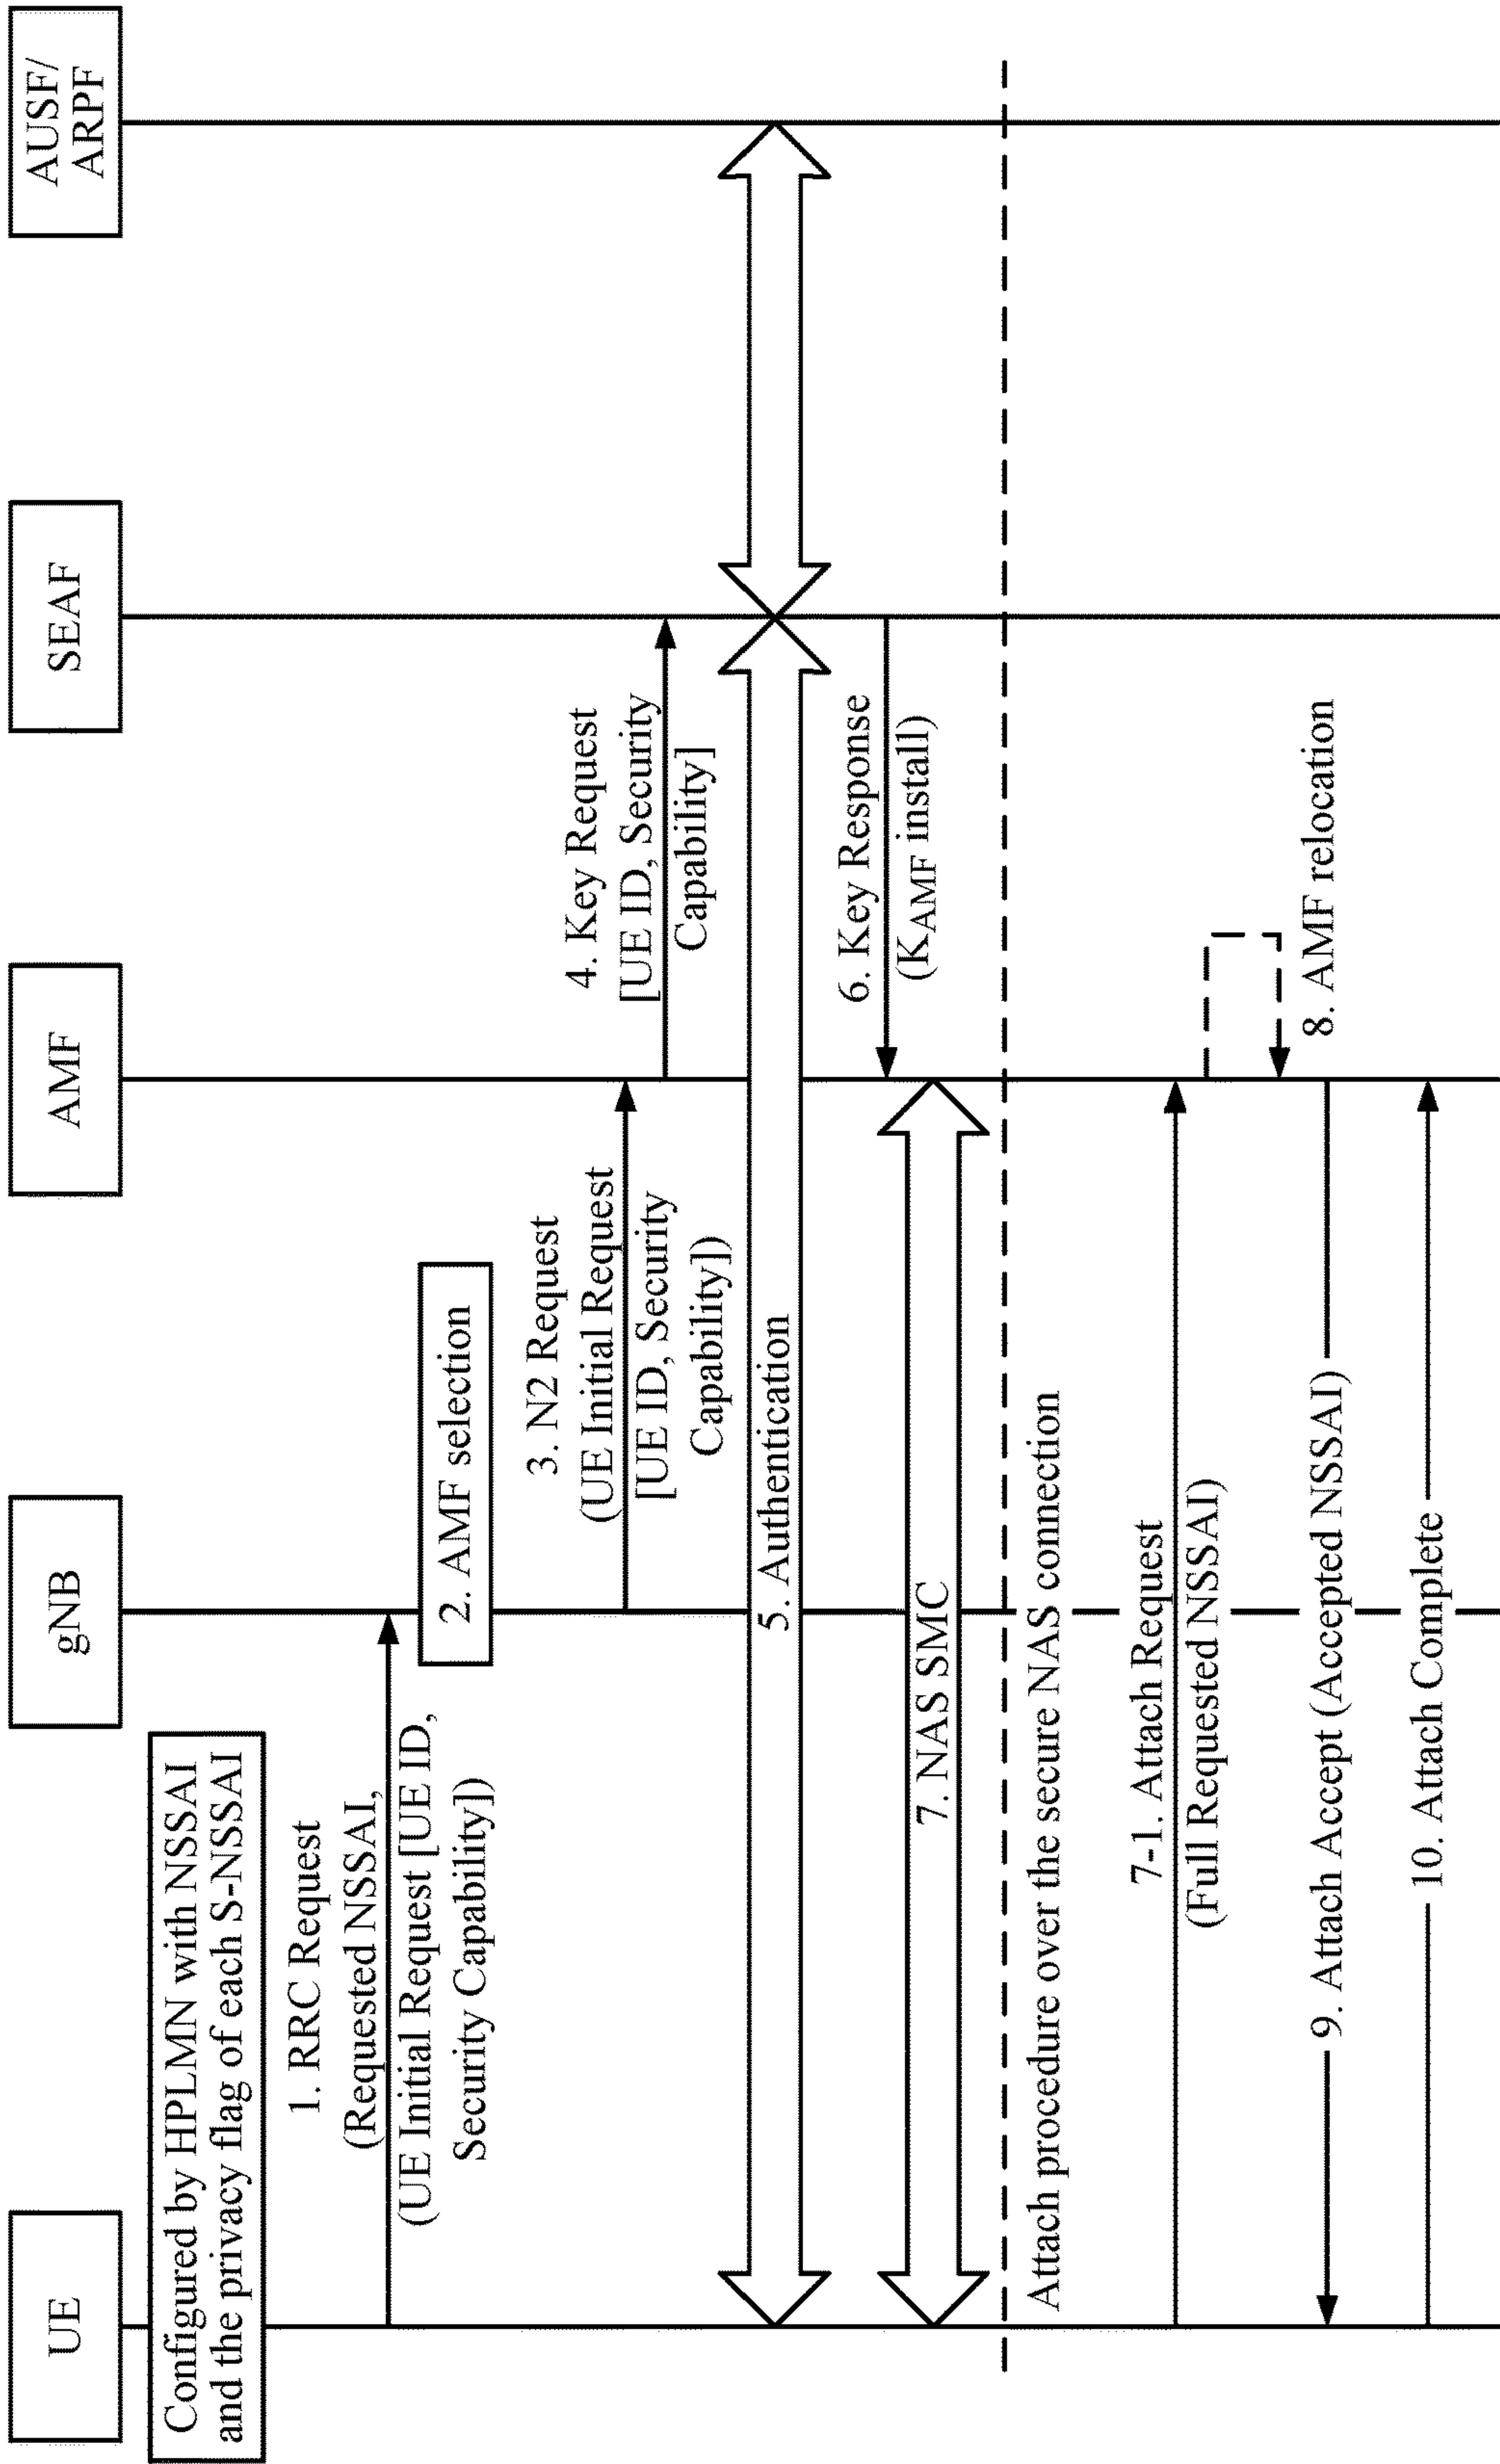 UE
gNB
AMF
SEAF
AUSF/
ARPF
Configured by HPLMN with NSSAI
and the privacy flag of each S-NSSAI
1. RRC Request
(Requested NSSAI,
(UE Initial Request [UE ID,
Security Capability])
2. AMF selection
3. N2 Request
(UE Initial Request
[UE ID, Security
Capability])
4. Key Request
[UE ID, Security
Capability]
5. Authentication
6. Key Response
(KAMF install)
7. NAS SMC
Attach procedure over the secure NAS connection
7-1. Attach Request
(Full Requested NSSAI)
8. AMF relocation
9. Attach Accept (Accepted NSSAI)
10. Attach Complete